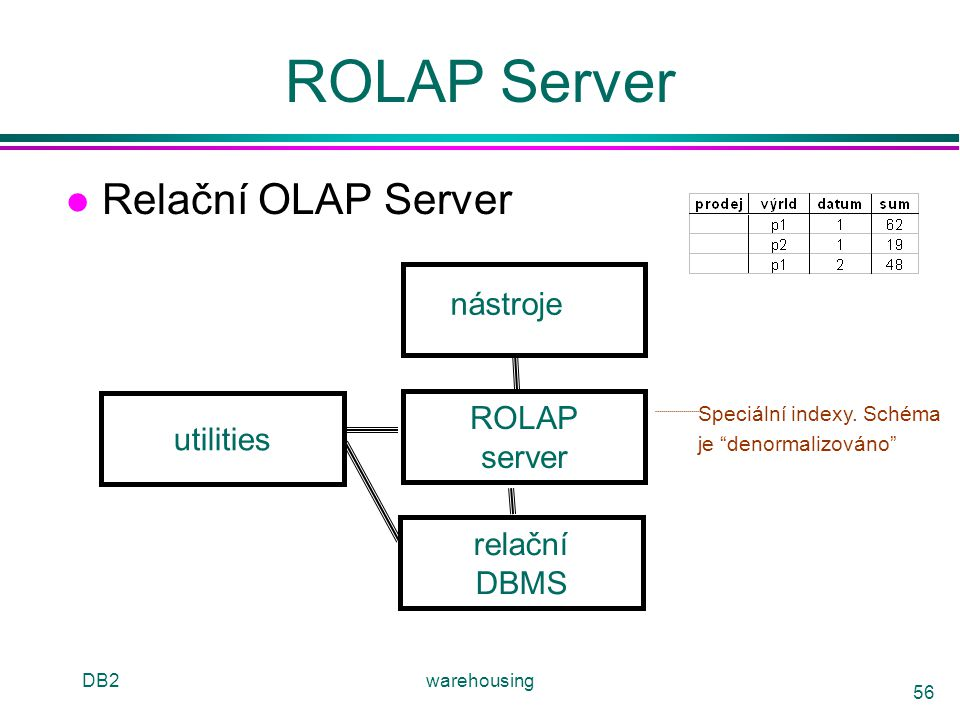 ROLAP Server
Relační OLAP Server
prodej výrId datum sum
p1 1 62
p2 1 19
p1 2 48
nástroje
utilities
ROLAP
server
Speciální indexy. Schéma
je “denormalizováno”
relační
DBMS
DB2
warehousing
56